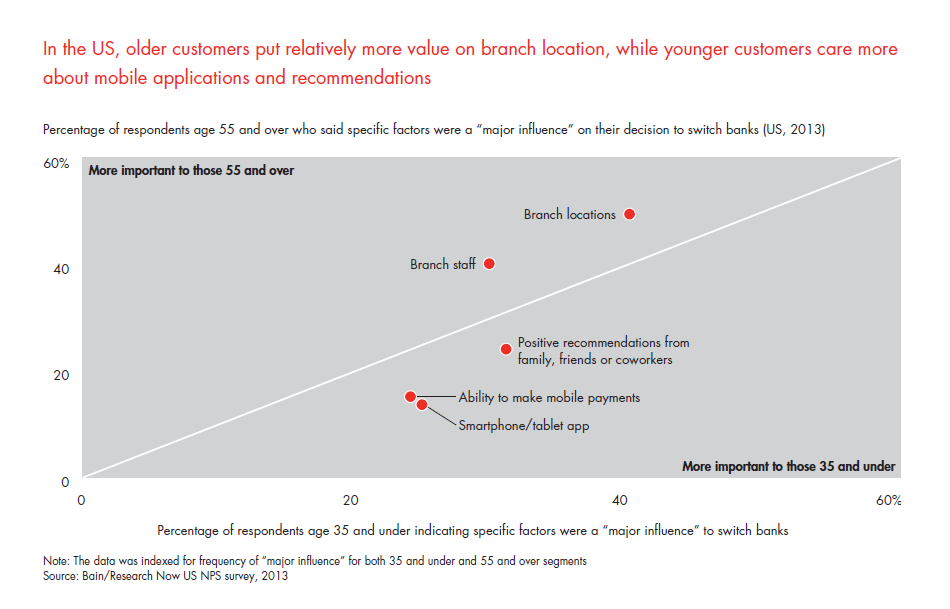 In the US, older customers put relatively more value on branch location, while younger customers care more
about mobile applications and recommendations
Percentage of respondents age 55 and over who said specific factors were a “major influence” on their decision to switch banks (US, 2013)
60%
More important to those 55 and over
Branch locations
Branch staff
40
Positive recommendations from
family, friends or coworkers
20
Ability to make mobile payments
Smartphone/tablet app
More important to those 35 and under
0
0 20 40 60%
Percentage of respondents age 35 and under indicating specific factors were a “major influence” to switch banks
Note: The data was indexed for frequency of “major influence” for both 35 and under and 55 and over segments
Source: Bain/Research Now US NPS survey, 2013